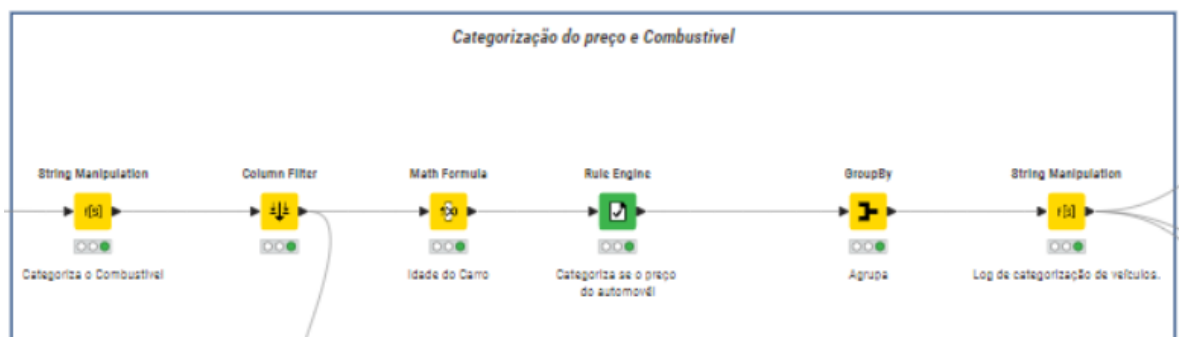 Categorização do preço e Combustivel
String Manipulation
Column Filter
Math Formula
Rule Engine
GroupBy
String Manipulation
Categoriza o Combustivel
Idade do Carro
Categoriza se o preço
do automovél
Agrupa
Log de categorização de veículos.